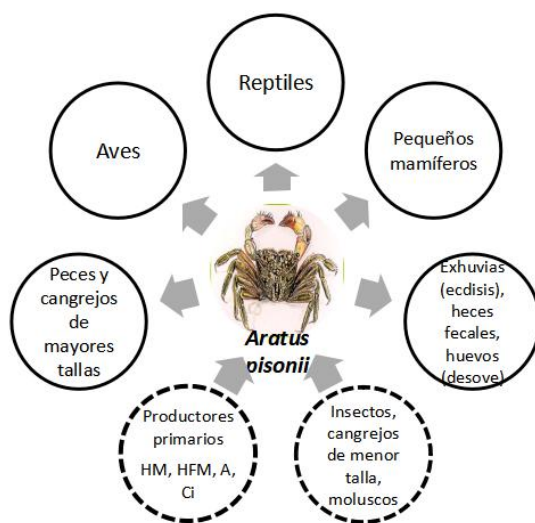 Reptiles
Aves
Pequeños
mamíferos
Peces y
cangrejos
de
mayores
tallas
Exhuvias
(ecdisis),
heces
fecales,
huevos
(desove)
Aratus
pisonii
Productores
primarios
HM, HFM, A,
Ci
Insectos,
cangrejos
de menor
talla,
moluscos